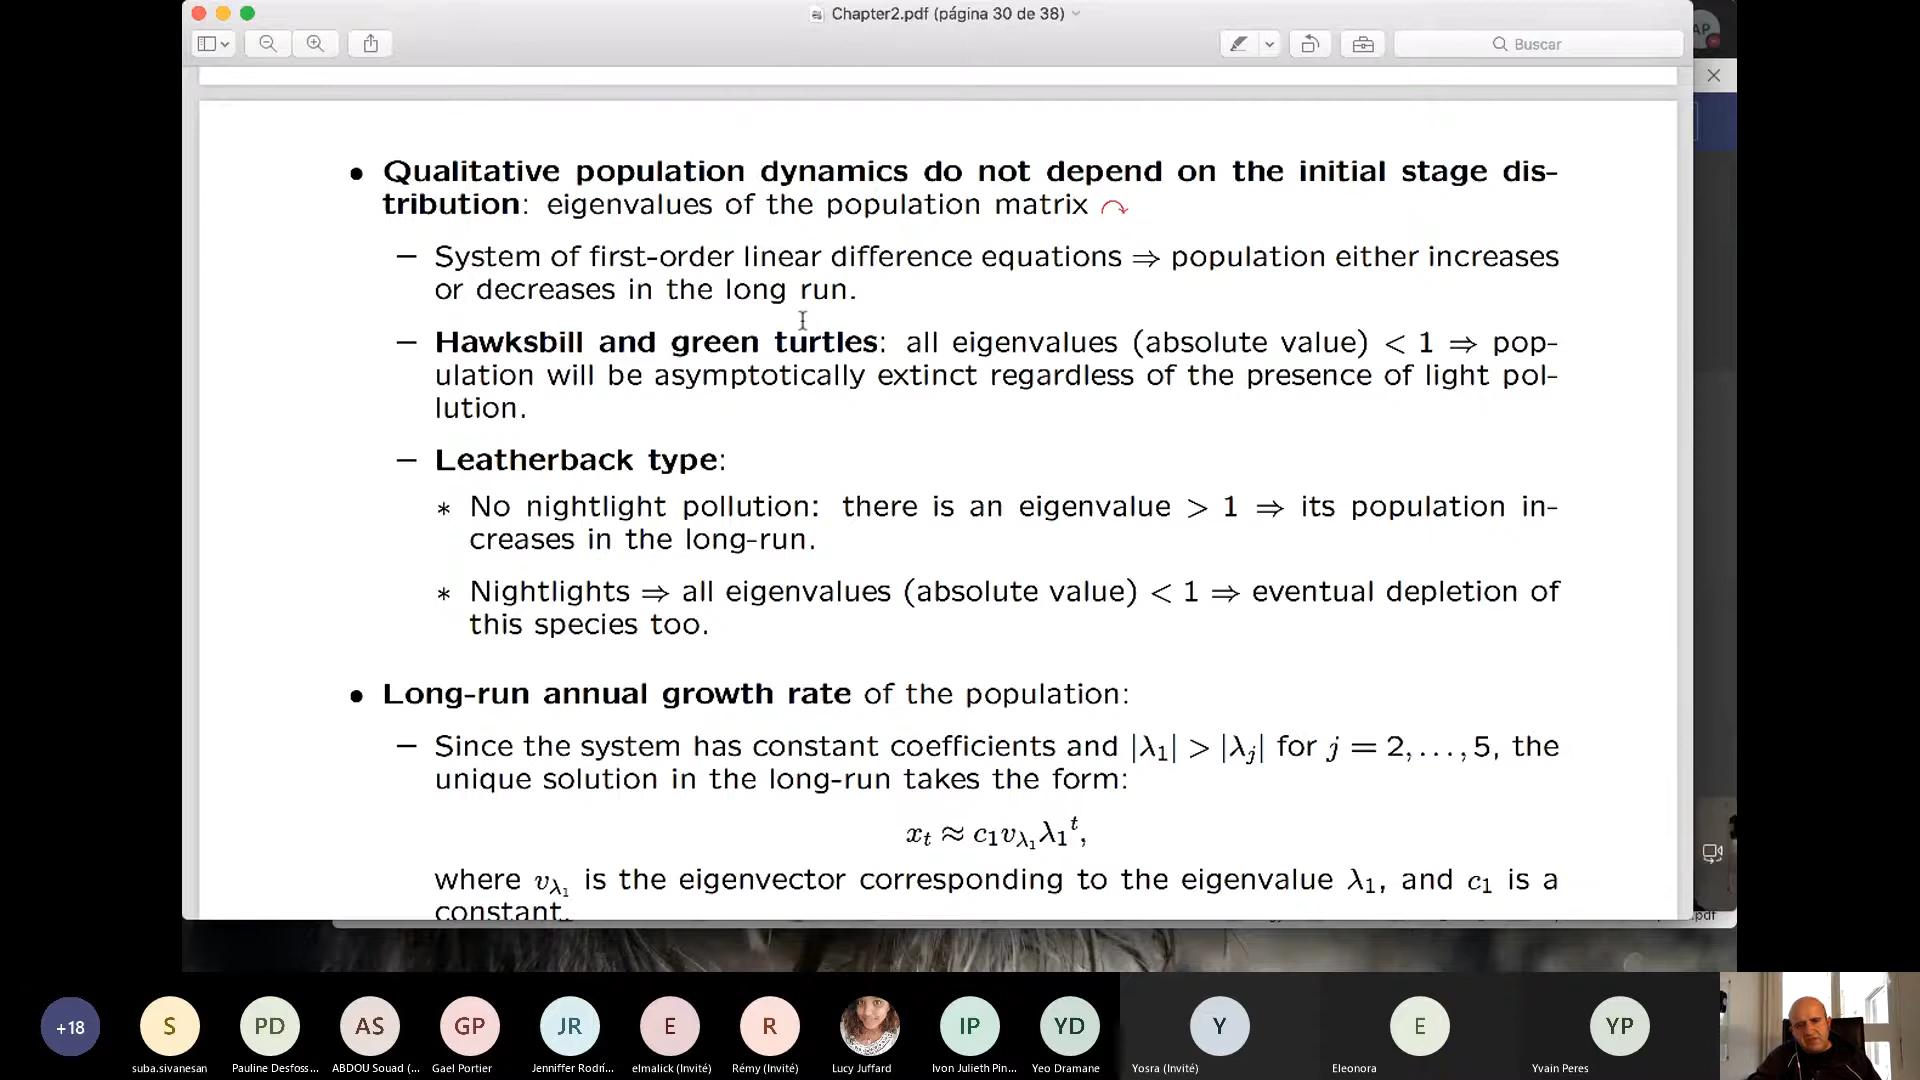 Chapter2.pdf (página 30 de 38)
Buscar
AP
• Qualitative population dynamics do not depend on the initial stage dis-
tribution: eigenvalues of the population matrix
– System of first-order linear difference equations ⇒ population either increases
or decreases in the long run.
– Hawksbill and green turtles: all eigenvalues (absolute value) < 1 ⇒ pop-
ulation will be asymptotically extinct regardless of the presence of light pol-
lution.
– Leatherback type:
* No nightlight pollution: there is an eigenvalue > 1 ⇒ its population in-
creases in the long-run.
* Nightlights ⇒ all eigenvalues (absolute value) < 1 ⇒ eventual depletion of
this species too.
• Long-run annual growth rate of the population:
– Since the system has constant coefficients and |λ₁| > |λⱼ| for j = 2, . . . , 5, the
unique solution in the long-run takes the form:
xₜ ≈ c₁v_λ₁λ₁ᵗ,
where v_λ₁ is the eigenvector corresponding to the eigenvalue λ₁, and c₁ is a
constant.
.pdf
+18 S PD AS GP JR E R IP YD Y E YP
suba.sivanesan Pauline Desfoss... ABDOU Souad (... Gael Portier Jenniffer Rodrí... elmalick (Invité) Rémy (Invité) Lucy Juffard Ivon Julieth Pin... Yeo Dramane Yosra (Invité) Eleonora Yvain Peres